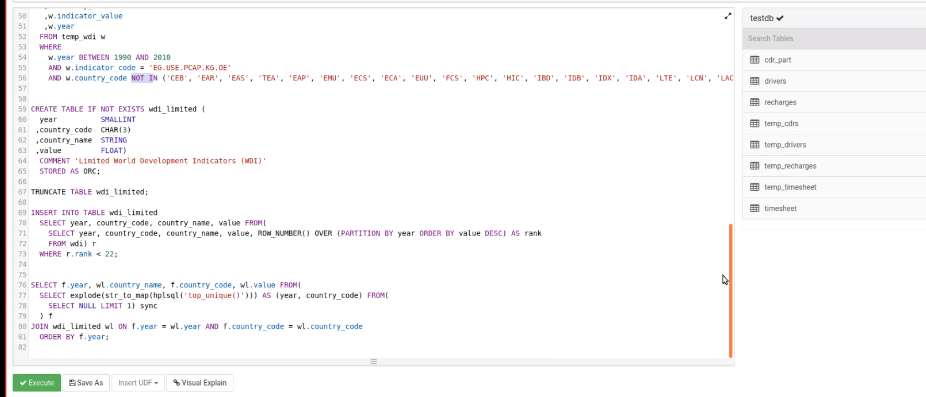 50 ,w.indicator_value
51 ,w.year
52 FROM temp_wdi w
53 WHERE
54 w.year BETWEEN 1990 AND 2010
55 AND w.indicator_code = 'EG.USE.PCAP.KG.OE'
56 AND w.country_code NOT IN ('CEB', 'EAR', 'EAS', 'TEA', 'EAP', 'EMU', 'ECS', 'ECA', 'EUU', 'FCS', 'HPC', 'HIC', 'IBD', 'IDB', 'IDX', 'IDA', 'LTE', 'LCN', 'LAC
57
58
59 CREATE TABLE IF NOT EXISTS wdi_limited (
60 year SMALLINT
61 ,country_code CHAR(3)
62 ,country_name STRING
63 ,value FLOAT)
64 COMMENT 'Limited World Development Indicators (WDI)'
65 STORED AS ORC;
66
67 TRUNCATE TABLE wdi_limited;
68
69 INSERT INTO TABLE wdi_limited
70 SELECT year, country_code, country_name, value FROM(
71 SELECT year, country_code, country_name, value, ROW_NUMBER() OVER (PARTITION BY year ORDER BY value DESC) AS rank
72 FROM wdi) r
73 WHERE r.rank < 22;
74
75
76 SELECT f.year, wl.country_name, f.country_code, wl.value FROM(
77 SELECT explode(str_to_map(hplsql('top_unique()'))) AS (year, country_code) FROM(
78 SELECT NULL LIMIT 1) sync
79 ) f
80 JOIN wdi_limited wl ON f.year = wl.year AND f.country_code = wl.country_code
81 ORDER BY f.year;
82
Execute Save As Insert UDF Visual Explain
testdb
Search Tables
cdr_part
drivers
recharges
temp_cdrs
temp_drivers
temp_recharges
temp_timesheet
timesheet